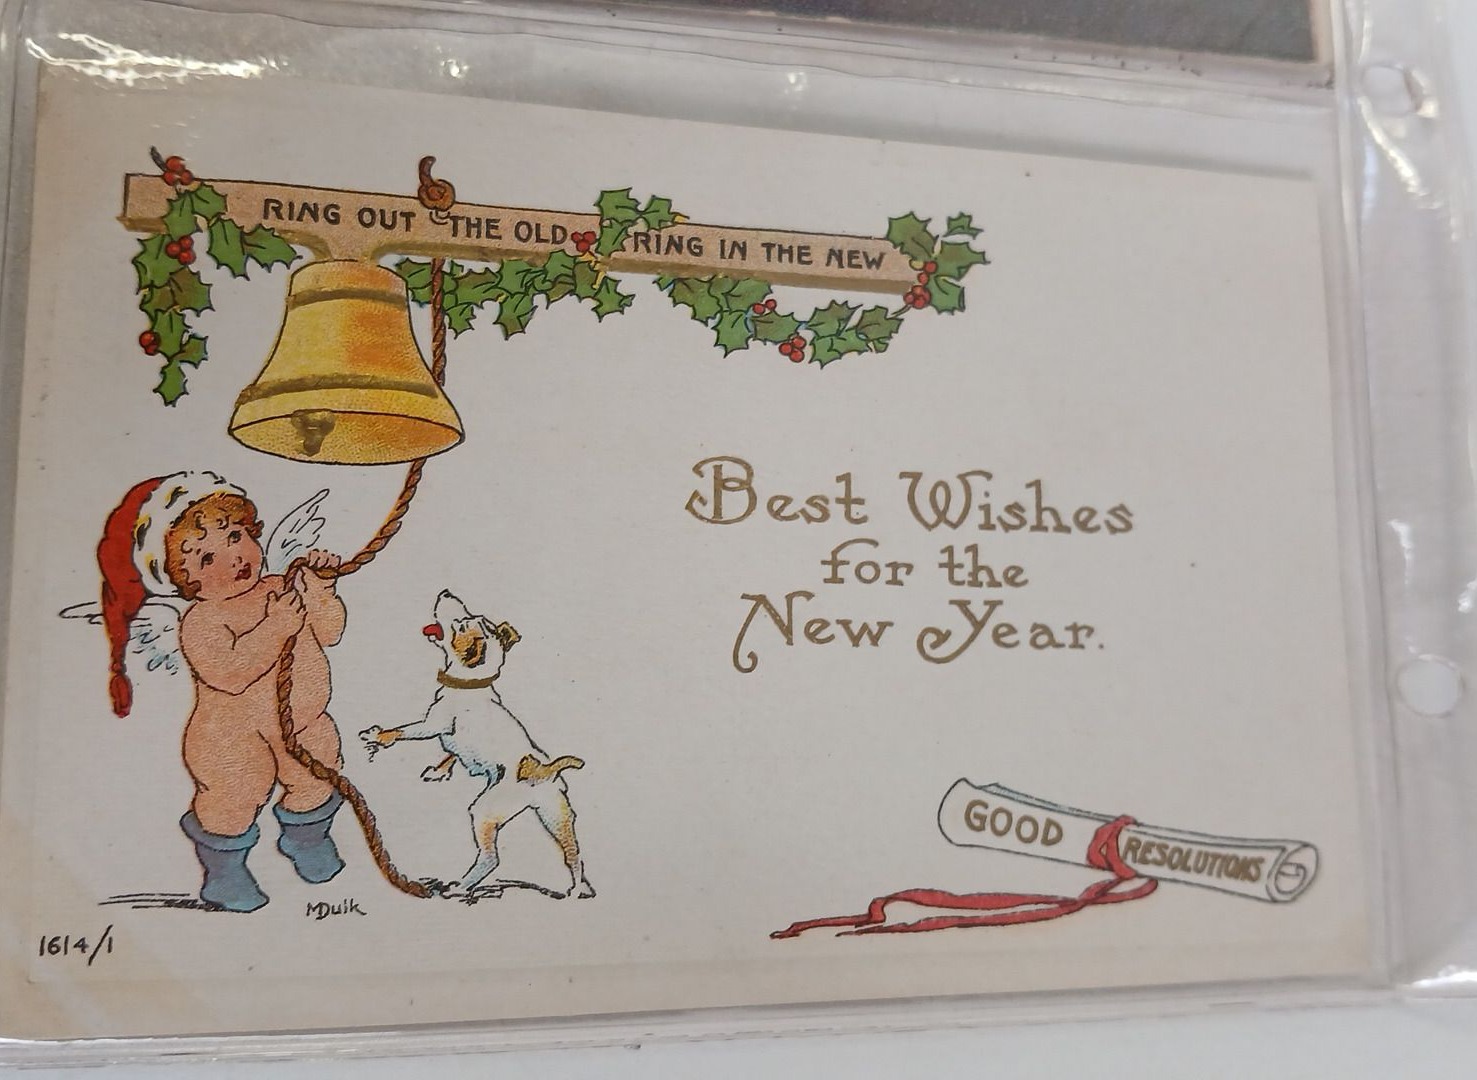 RING OUT THE OLD RING IN THE NEW
Best Wishes
for the
New Year.
GOOD RESOLUTIONS
MDulk
1614/1